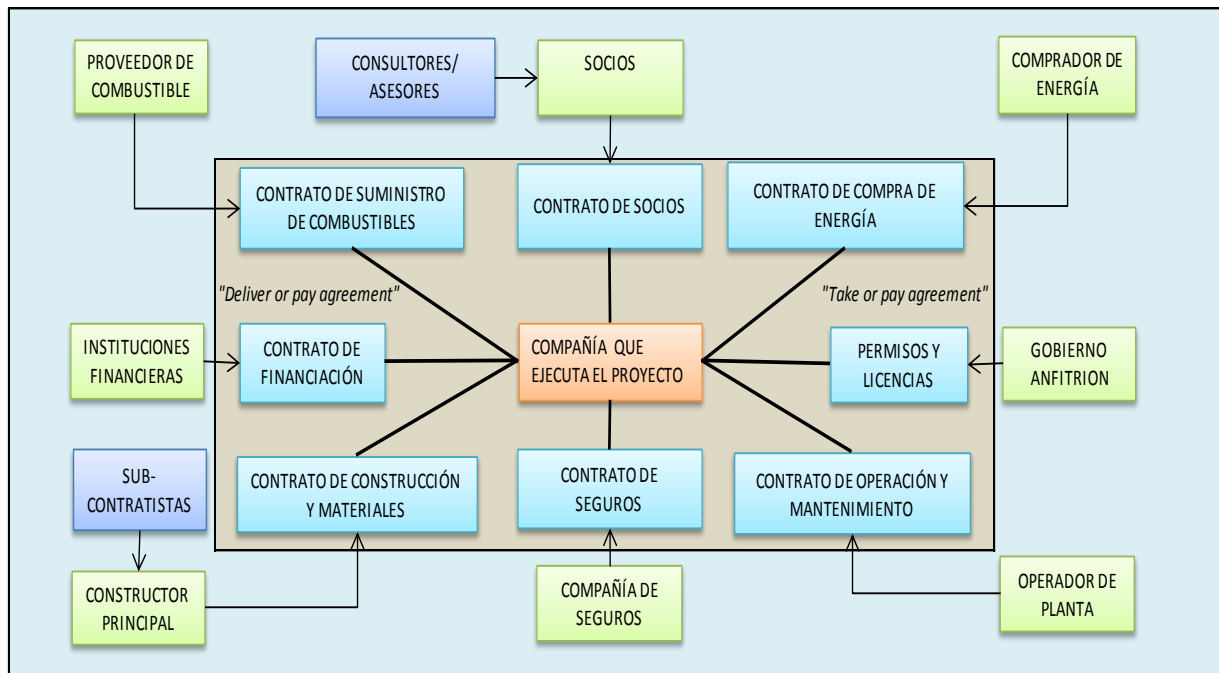 PROVEEDOR DE
COMBUSTIBLE
CONSULTORES/
ASESORES
SOCIOS
COMPRADOR DE
ENERGÍA
CONTRATO DE SUMINISTRO
DE COMBUSTIBLES
CONTRATO DE SOCIOS
CONTRATO DE COMPRA DE
ENERGÍA
"Deliver or pay agreement"
"Take or pay agreement"
INSTITUCIONES
FINANCIERAS
CONTRATO DE
FINANCIACIÓN
COMPAÑÍA QUE
EJECUTA EL PROYECTO
PERMISOS Y
LICENCIAS
GOBIERNO
ANFITRION
SUB-
CONTRATISTAS
CONTRATO DE CONSTRUCCIÓN
Y MATERIALES
CONTRATO DE
SEGUROS
CONTRATO DE OPERACIÓN Y
MANTENIMIENTO
CONSTRUCTOR
PRINCIPAL
COMPAÑÍA DE
SEGUROS
OPERADOR DE
PLANTA